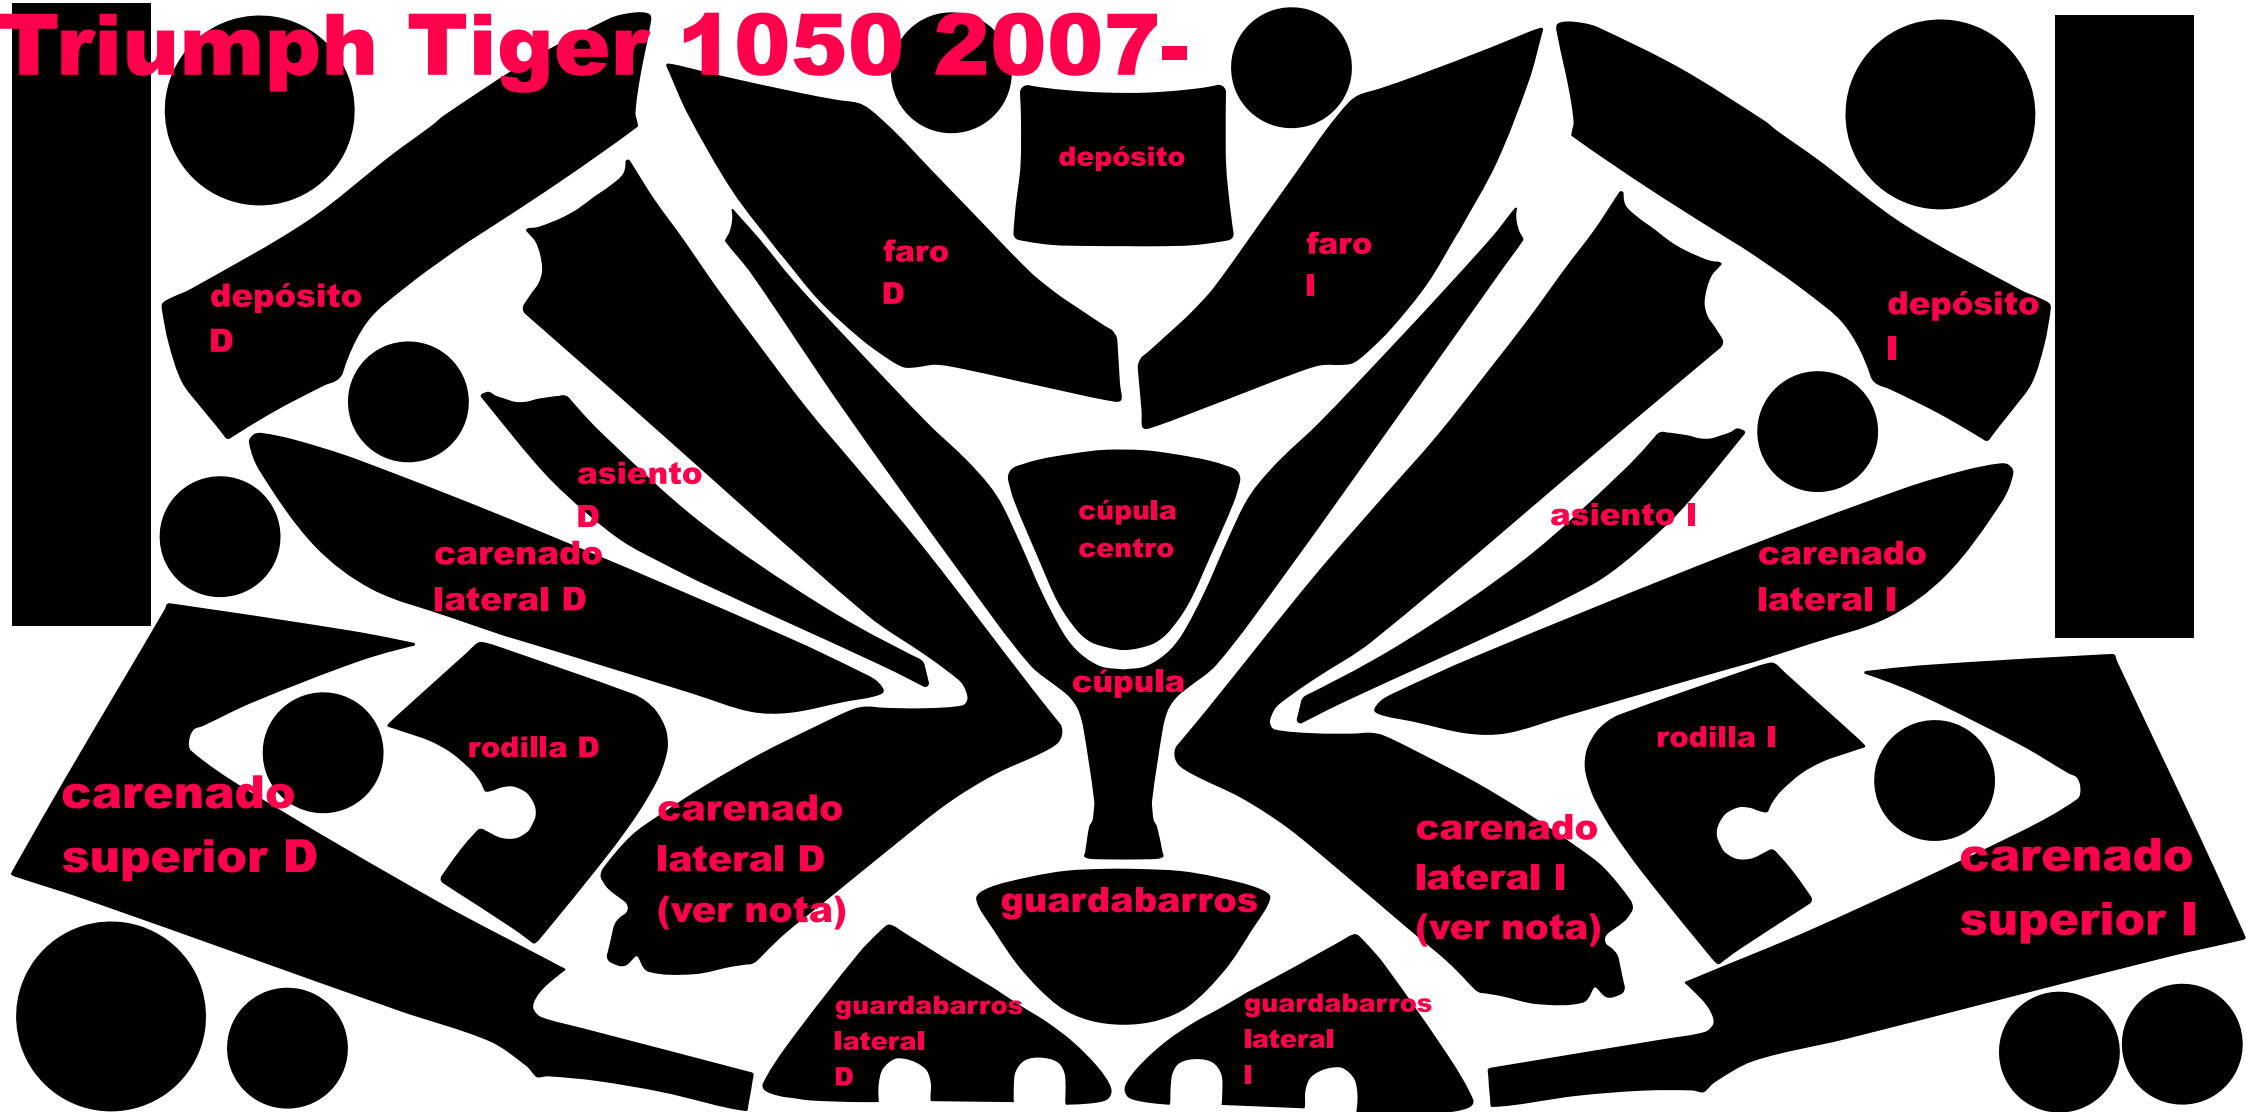 Triumph Tiger 1050 2007-
depósito
faro
D
faro
I
depósito
D
depósito
I
asiento
D
cúpula
centro
asiento I
carenado
lateral D
carenado
lateral I
cúpula
rodilla D
rodilla I
carenado
superior D
carenado
lateral D
(ver nota)
carenado
lateral I
(ver nota)
carenado
superior I
guardabarros
guardabarros
lateral
D
guardabarros
lateral
I